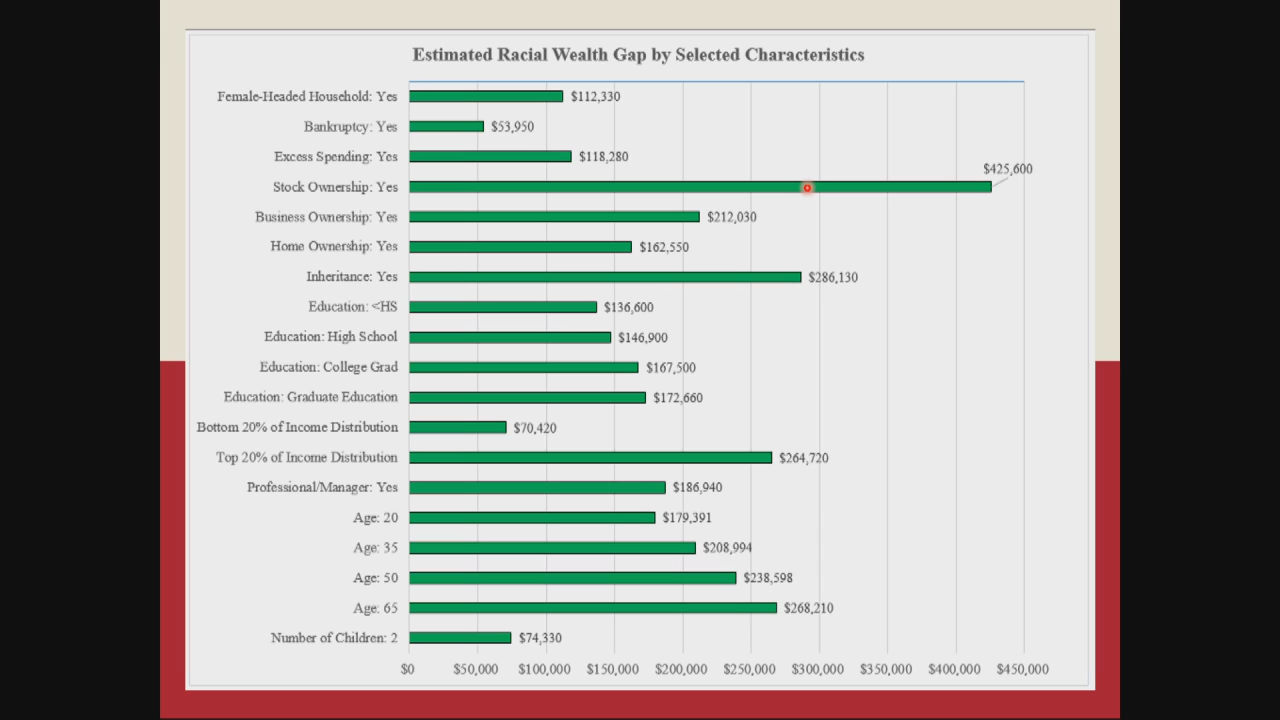 Estimated Racial Wealth Gap by Selected Characteristics
Female-Headed Household: Yes $112,330
Bankruptcy: Yes $53,950
Excess Spending: Yes $118,280
Stock Ownership: Yes $425,600
Business Ownership: Yes $212,030
Home Ownership: Yes $162,550
Inheritance: Yes $286,130
Education: <HS $136,600
Education: High School $146,900
Education: College Grad $167,500
Education: Graduate Education $172,660
Bottom 20% of Income Distribution $70,420
Top 20% of Income Distribution $264,720
Professional/Manager: Yes $186,940
Age: 20 $179,391
Age: 35 $208,994
Age: 50 $238,598
Age: 65 $268,210
Number of Children: 2 $74,330
$0 $50,000 $100,000 $150,000 $200,000 $250,000 $300,000 $350,000 $400,000 $450,000